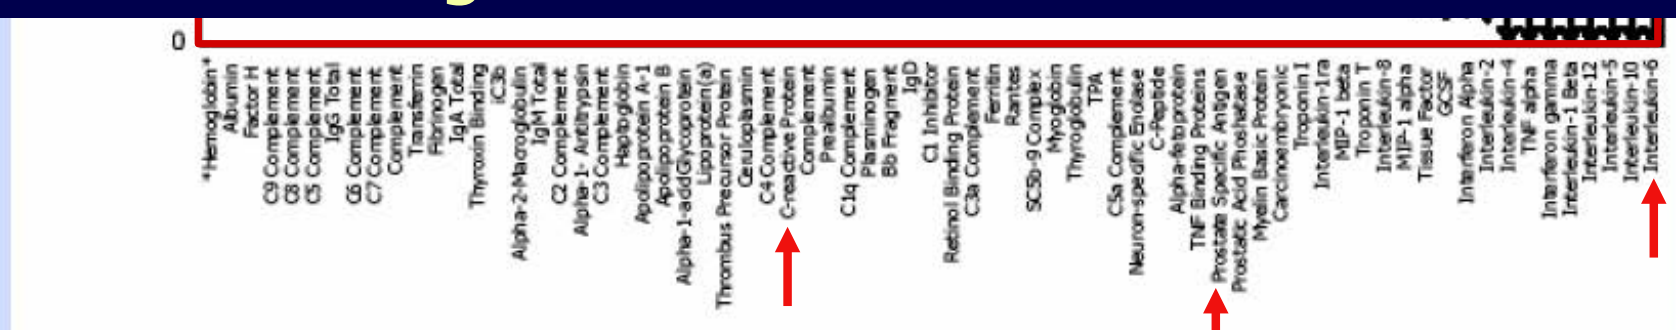 0
*Hemoglobin*
Albumin
Factor H
C9 Complement
C8 Complement
C5 Complement
IgG Total
C6 Complement
C7 Complement
Complement
Transferrin
Fibrinogen
IgA Total
Thyroxin Binding
iC3b
Alpha-2-Macroglobulin
IgM Total
C2 Complement
Alpha-1- Antitrypsin
C3 Complement
Haptoglobin
Apolipoprotein A-1
Apolipoprotein B
Alpha-1-acidGlycoprotein
Lipoprotein(a)
Thrombus Precursor Protein
Ceruloplasmin
C4 Complement
C-reactive Protein
Complement
Prealbumin
C1q Complement
Plasminogen
Bb Fragment
IgD
C1 Inhibitor
Retinol Binding Protein
C3a Complement
Ferritin
Rantes
SC5b-9 Complex
Myoglobin
Thyroglobulin
TPA
C5a Complement
Neuron-specific Enolase
C-Peptide
Alpha-fetoprotein
TNF Binding Proteins
Prostate Specific Antigen
Prostatic Acid Phoshatase
Myelin Basic Protein
Carcinoembryonic
Troponin I
Interleukin-1ra
MIP-1 beta
Troponin T
Interleukin-8
MIP-1 alpha
Tissue Factor
GCSF
Interferon Alpha
Interleukin-2
Interleukin-4
TNF alpha
Interferon gamma
Interleukin-1 Beta
Interleukin-12
Interleukin-5
Interleukin-10
Interleukin-6